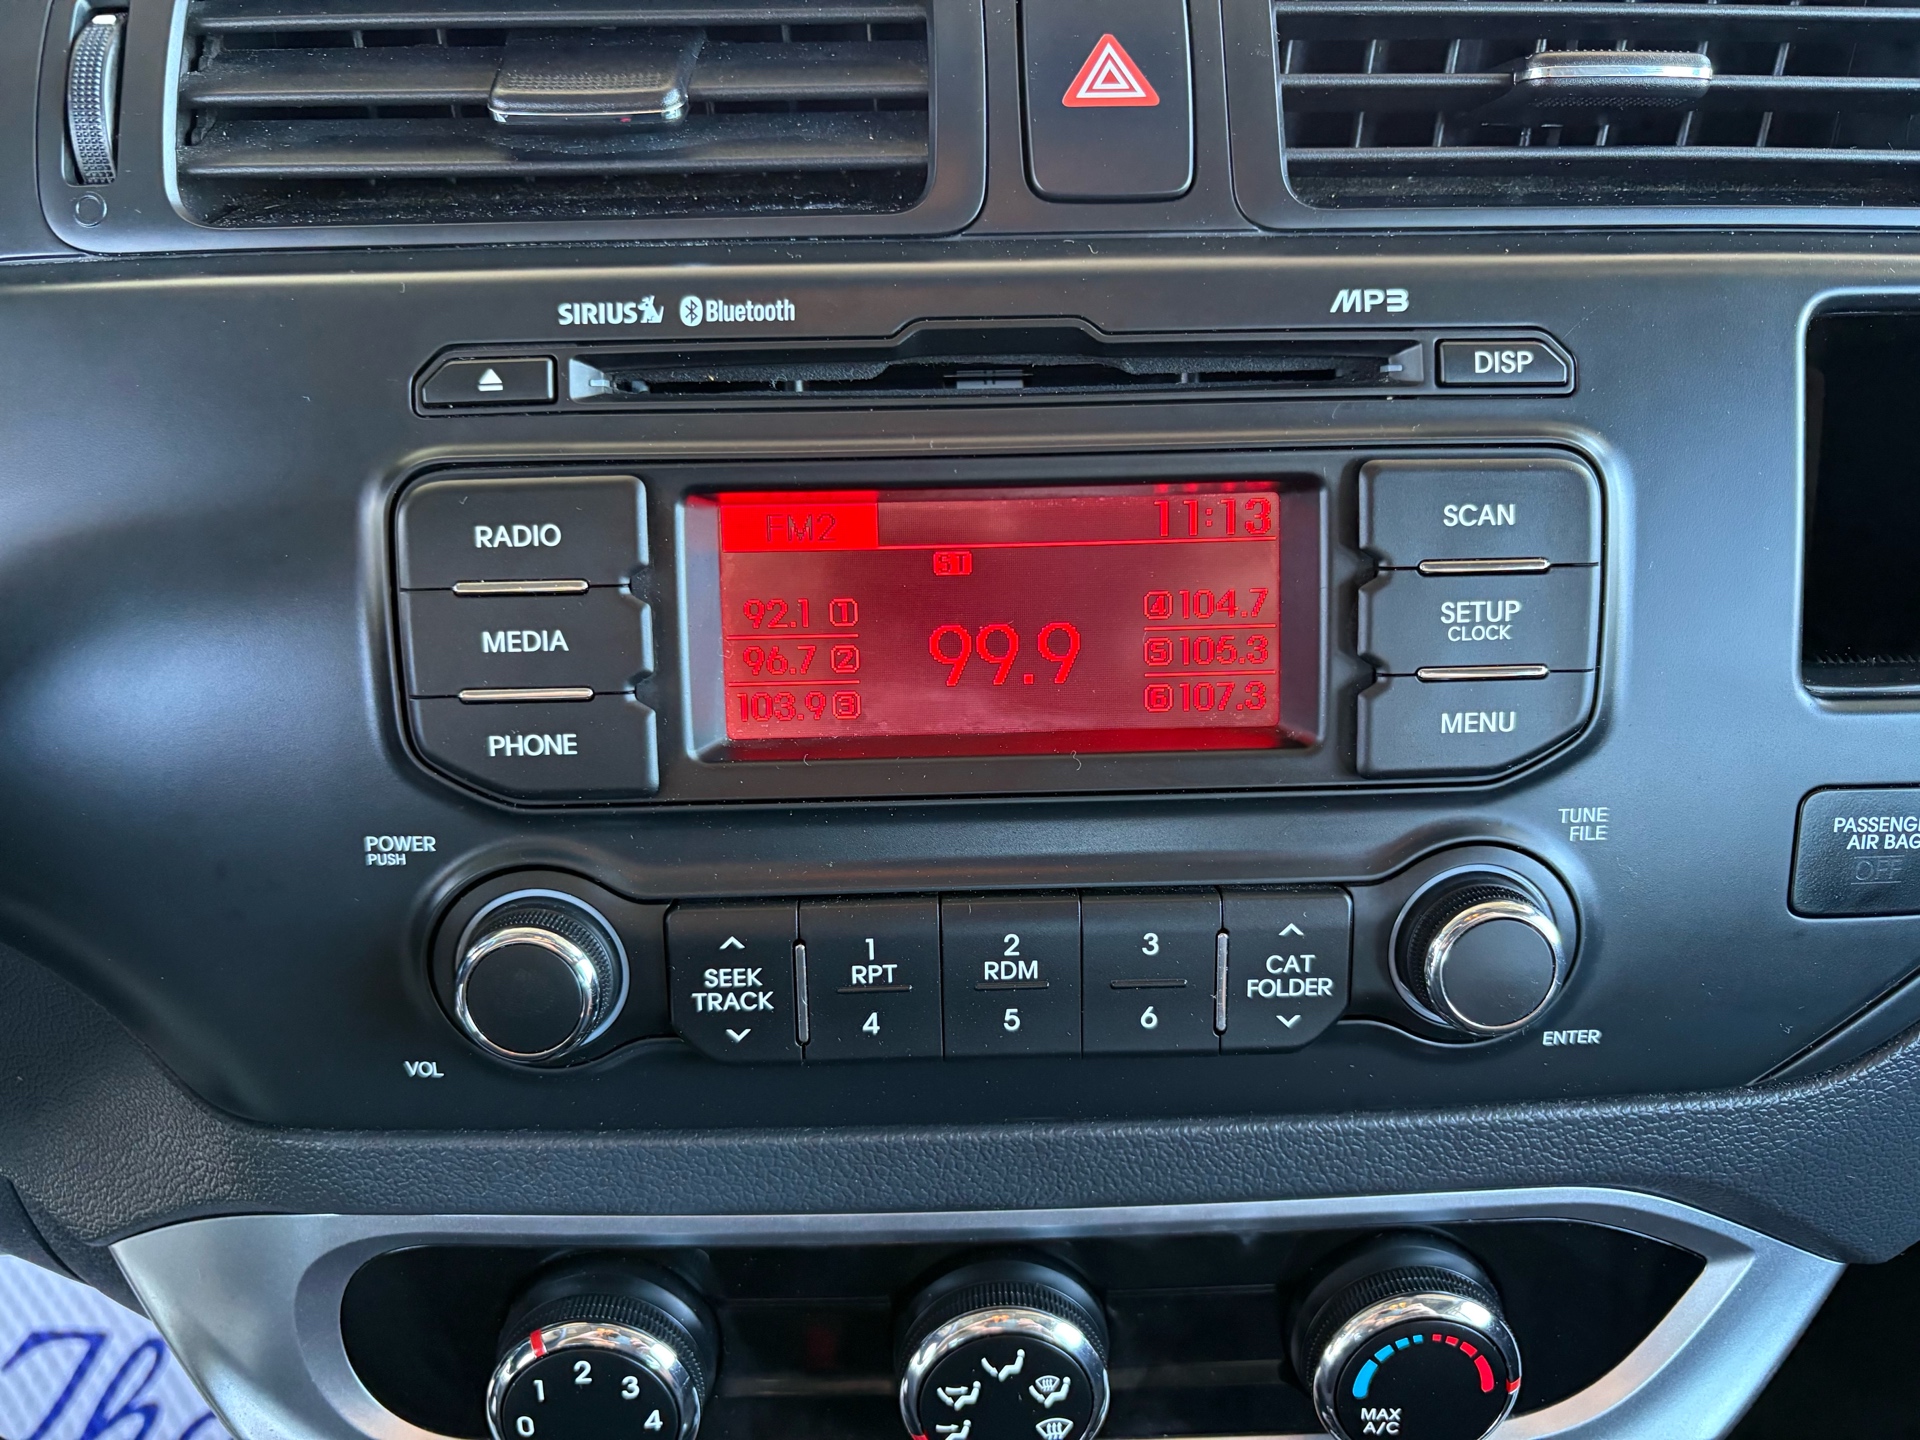 SIRIUS Bluetooth
MP3
DISP
RADIO
MEDIA
PHONE
FM2 11:13
ST
92.1 1
96.7 2
103.9 3
99.9
4 104.7
5 105.3
6 107.3
SCAN
SETUP
CLOCK
MENU
POWER
PUSH
VOL
TUNE
FILE
ENTER
PASSENGE
AIR BAG
OFF
SEEK
TRACK
1
RPT
4
2
RDM
5
3
6
CAT
FOLDER
0 1 2 3 4
MAX
A/C